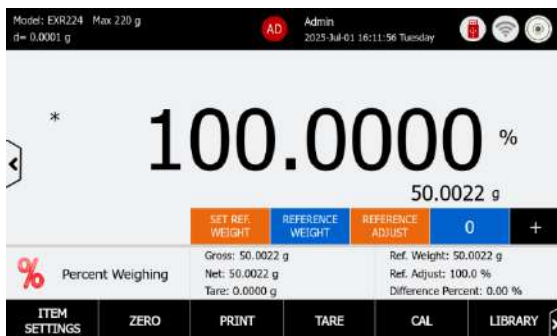 Model: EXR224 Max 220 g
d= 0.0001 g
AD
Admin
2025-Jul-01 16:11:56 Tuesday
*
100.0000 %
50.0022 g
SET REF. WEIGHT
REFERENCE WEIGHT
REFERENCE ADJUST
0
+
Percent Weighing
Gross: 50.0022 g
Net: 50.0022 g
Tare: 0.0000 g
Ref. Weight: 50.0022 g
Ref. Adjust: 100.0 %
Difference Percent: 0.00 %
ITEM SETTINGS
ZERO
PRINT
TARE
CAL
LIBRARY